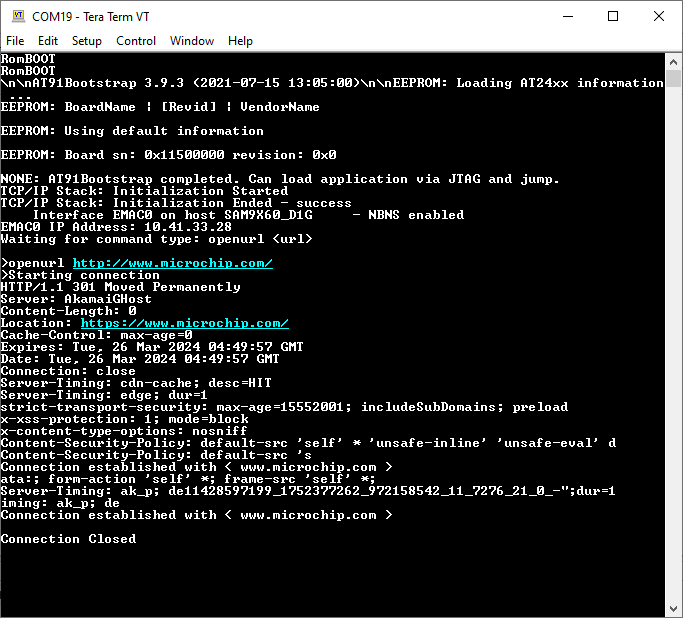 COM19 - Tera Term VT
File Edit Setup Control Window Help
RomBOOT
RomBOOT
\n\nAT91Bootstrap 3.9.3 (2021-07-15 13:05:00)\n\nEEPROM: Loading AT24xx information
...
EEPROM: BoardName | [Revid] | VendorName
EEPROM: Using default information
EEPROM: Board sn: 0x11500000 revision: 0x0
NONE: AT91Bootstrap completed. Can load application via JTAG and jump.
TCP/IP Stack: Initialization Started
TCP/IP Stack: Initialization Ended - success
Interface EMAC0 on host SAM9X60_D1G - NBNS enabled
EMAC0 IP Address: 10.41.33.28
Waiting for command type: openurl <url>
>openurl http://www.microchip.com/
>Starting connection
HTTP/1.1 301 Moved Permanently
Server: AkamaiGHost
Content-Length: 0
Location: https://www.microchip.com/
Cache-Control: max-age=0
Expires: Tue, 26 Mar 2024 04:49:57 GMT
Date: Tue, 26 Mar 2024 04:49:57 GMT
Connection: close
Server-Timing: cdn-cache; desc=HIT
Server-Timing: edge; dur=1
strict-transport-security: max-age=15552001; includeSubDomains; preload
x-xss-protection: 1; mode=block
x-content-type-options: nosniff
Content-Security-Policy: default-src 'self' * 'unsafe-inline' 'unsafe-eval' d
Content-Security-Policy: default-src 's
Connection established with < www.microchip.com >
ata:; form-action 'self' *; frame-src 'self' *;
Server-Timing: ak_p; de11428597199_1752377262_972158542_11_7276_21_0_-";dur=1
iming: ak_p; de
Connection established with < www.microchip.com >
Connection Closed